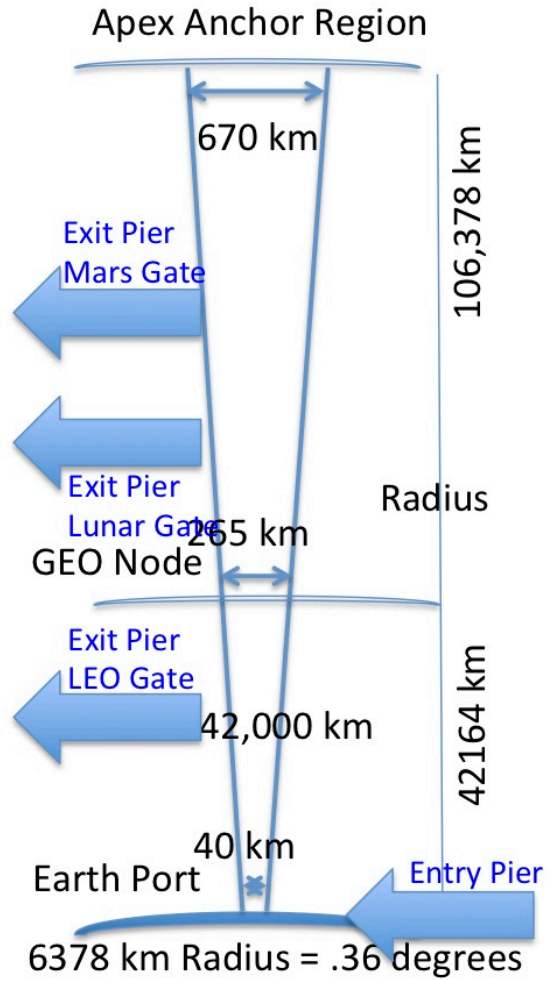 Apex Anchor Region
670 km
106,378 km
Exit Pier
Mars Gate
Exit Pier
Lunar Gate
Radius
265 km
GEO Node
Exit Pier
LEO Gate
42,000 km
42164 km
40 km
Earth Port
Entry Pier
6378 km Radius = .36 degrees